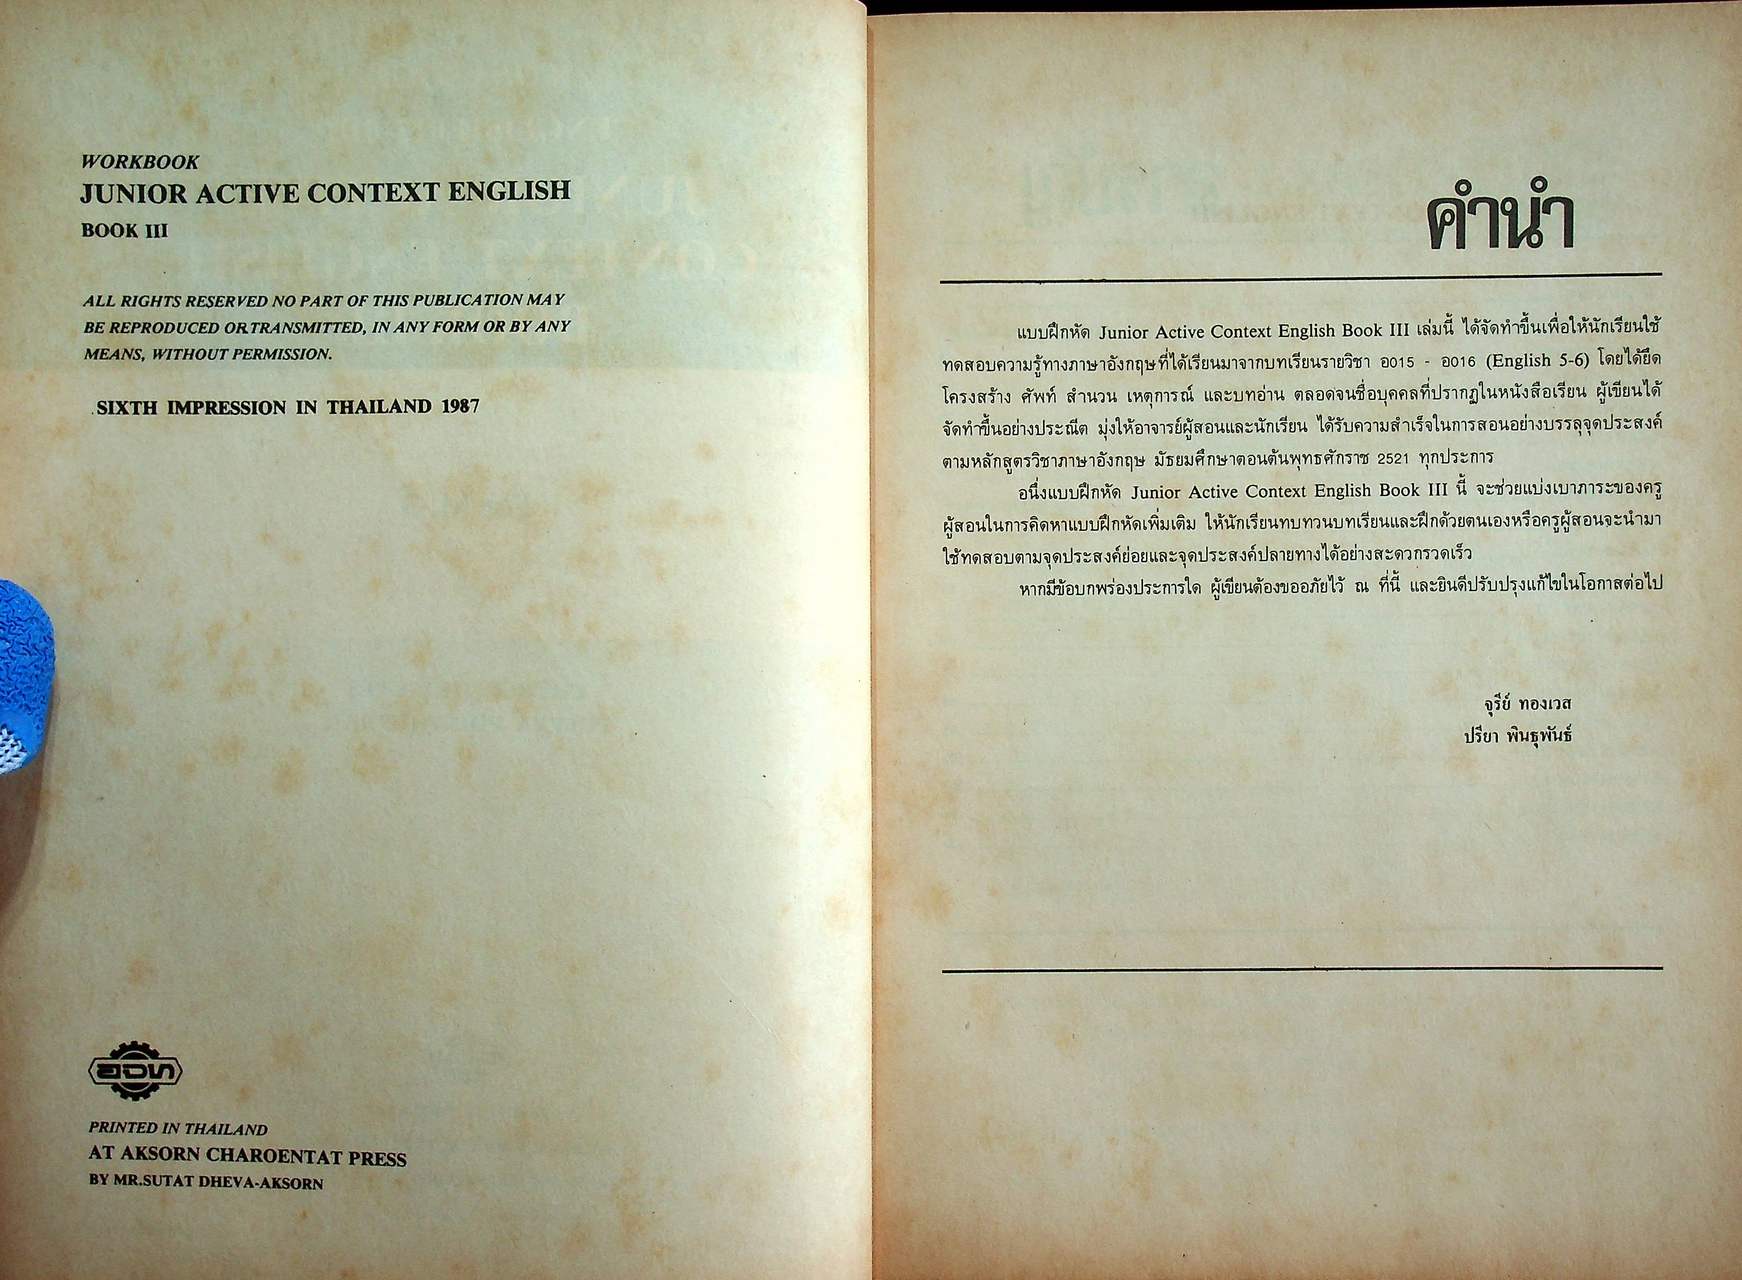 WORKBOOK
JUNIOR ACTIVE CONTEXT ENGLISH
BOOK III
ALL RIGHTS RESERVED NO PART OF THIS PUBLICATION MAY
BE REPRODUCED OR TRANSMITTED, IN ANY FORM OR BY ANY
MEANS, WITHOUT PERMISSION.
SIXTH IMPRESSION IN THAILAND 1987
อจท
PRINTED IN THAILAND
AT AKSORN CHAROENTAT PRESS
BY MR.SUTAT DHEVA-AKSORN
คำนำ
แบบฝึกหัด Junior Active Context English Book III เล่มนี้ ได้จัดทำขึ้นเพื่อให้นักเรียนใช้
ทดสอบความรู้ทางภาษาอังกฤษที่ได้เรียนมาจากบทเรียนรายวิชา อ015 - อ016 (English 5-6) โดยได้ยึด
โครงสร้าง ศัพท์ สำนวน เหตุการณ์ และบทอ่าน ตลอดจนชื่อบุคคลที่ปรากฏในหนังสือเรียน ผู้เขียนได้
จัดทำขึ้นอย่างประณีต มุ่งให้อาจารย์ผู้สอนและนักเรียน ได้รับความสำเร็จในการสอนอย่างบรรลุจุดประสงค์
ตามหลักสูตรวิชาภาษาอังกฤษ มัธยมศึกษาตอนต้นพุทธศักราช 2521 ทุกประการ
อนึ่งแบบฝึกหัด Junior Active Context English Book III นี้ จะช่วยแบ่งเบาภาระของครู
ผู้สอนในการคิดหาแบบฝึกหัดเพิ่มเติม ให้นักเรียนทบทวนบทเรียนและฝึกด้วยตนเองหรือครูผู้สอนจะนำมา
ใช้ทดสอบตามจุดประสงค์ย่อยและจุดประสงค์ปลายทางได้อย่างสะดวกรวดเร็ว
หากมีข้อบกพร่องประการใด ผู้เขียนต้องขออภัยไว้ ณ ที่นี้ และยินดีปรับปรุงแก้ไขในโอกาสต่อไป
จุรีย์ ทองเวส
ปรียา พินธุพันธ์